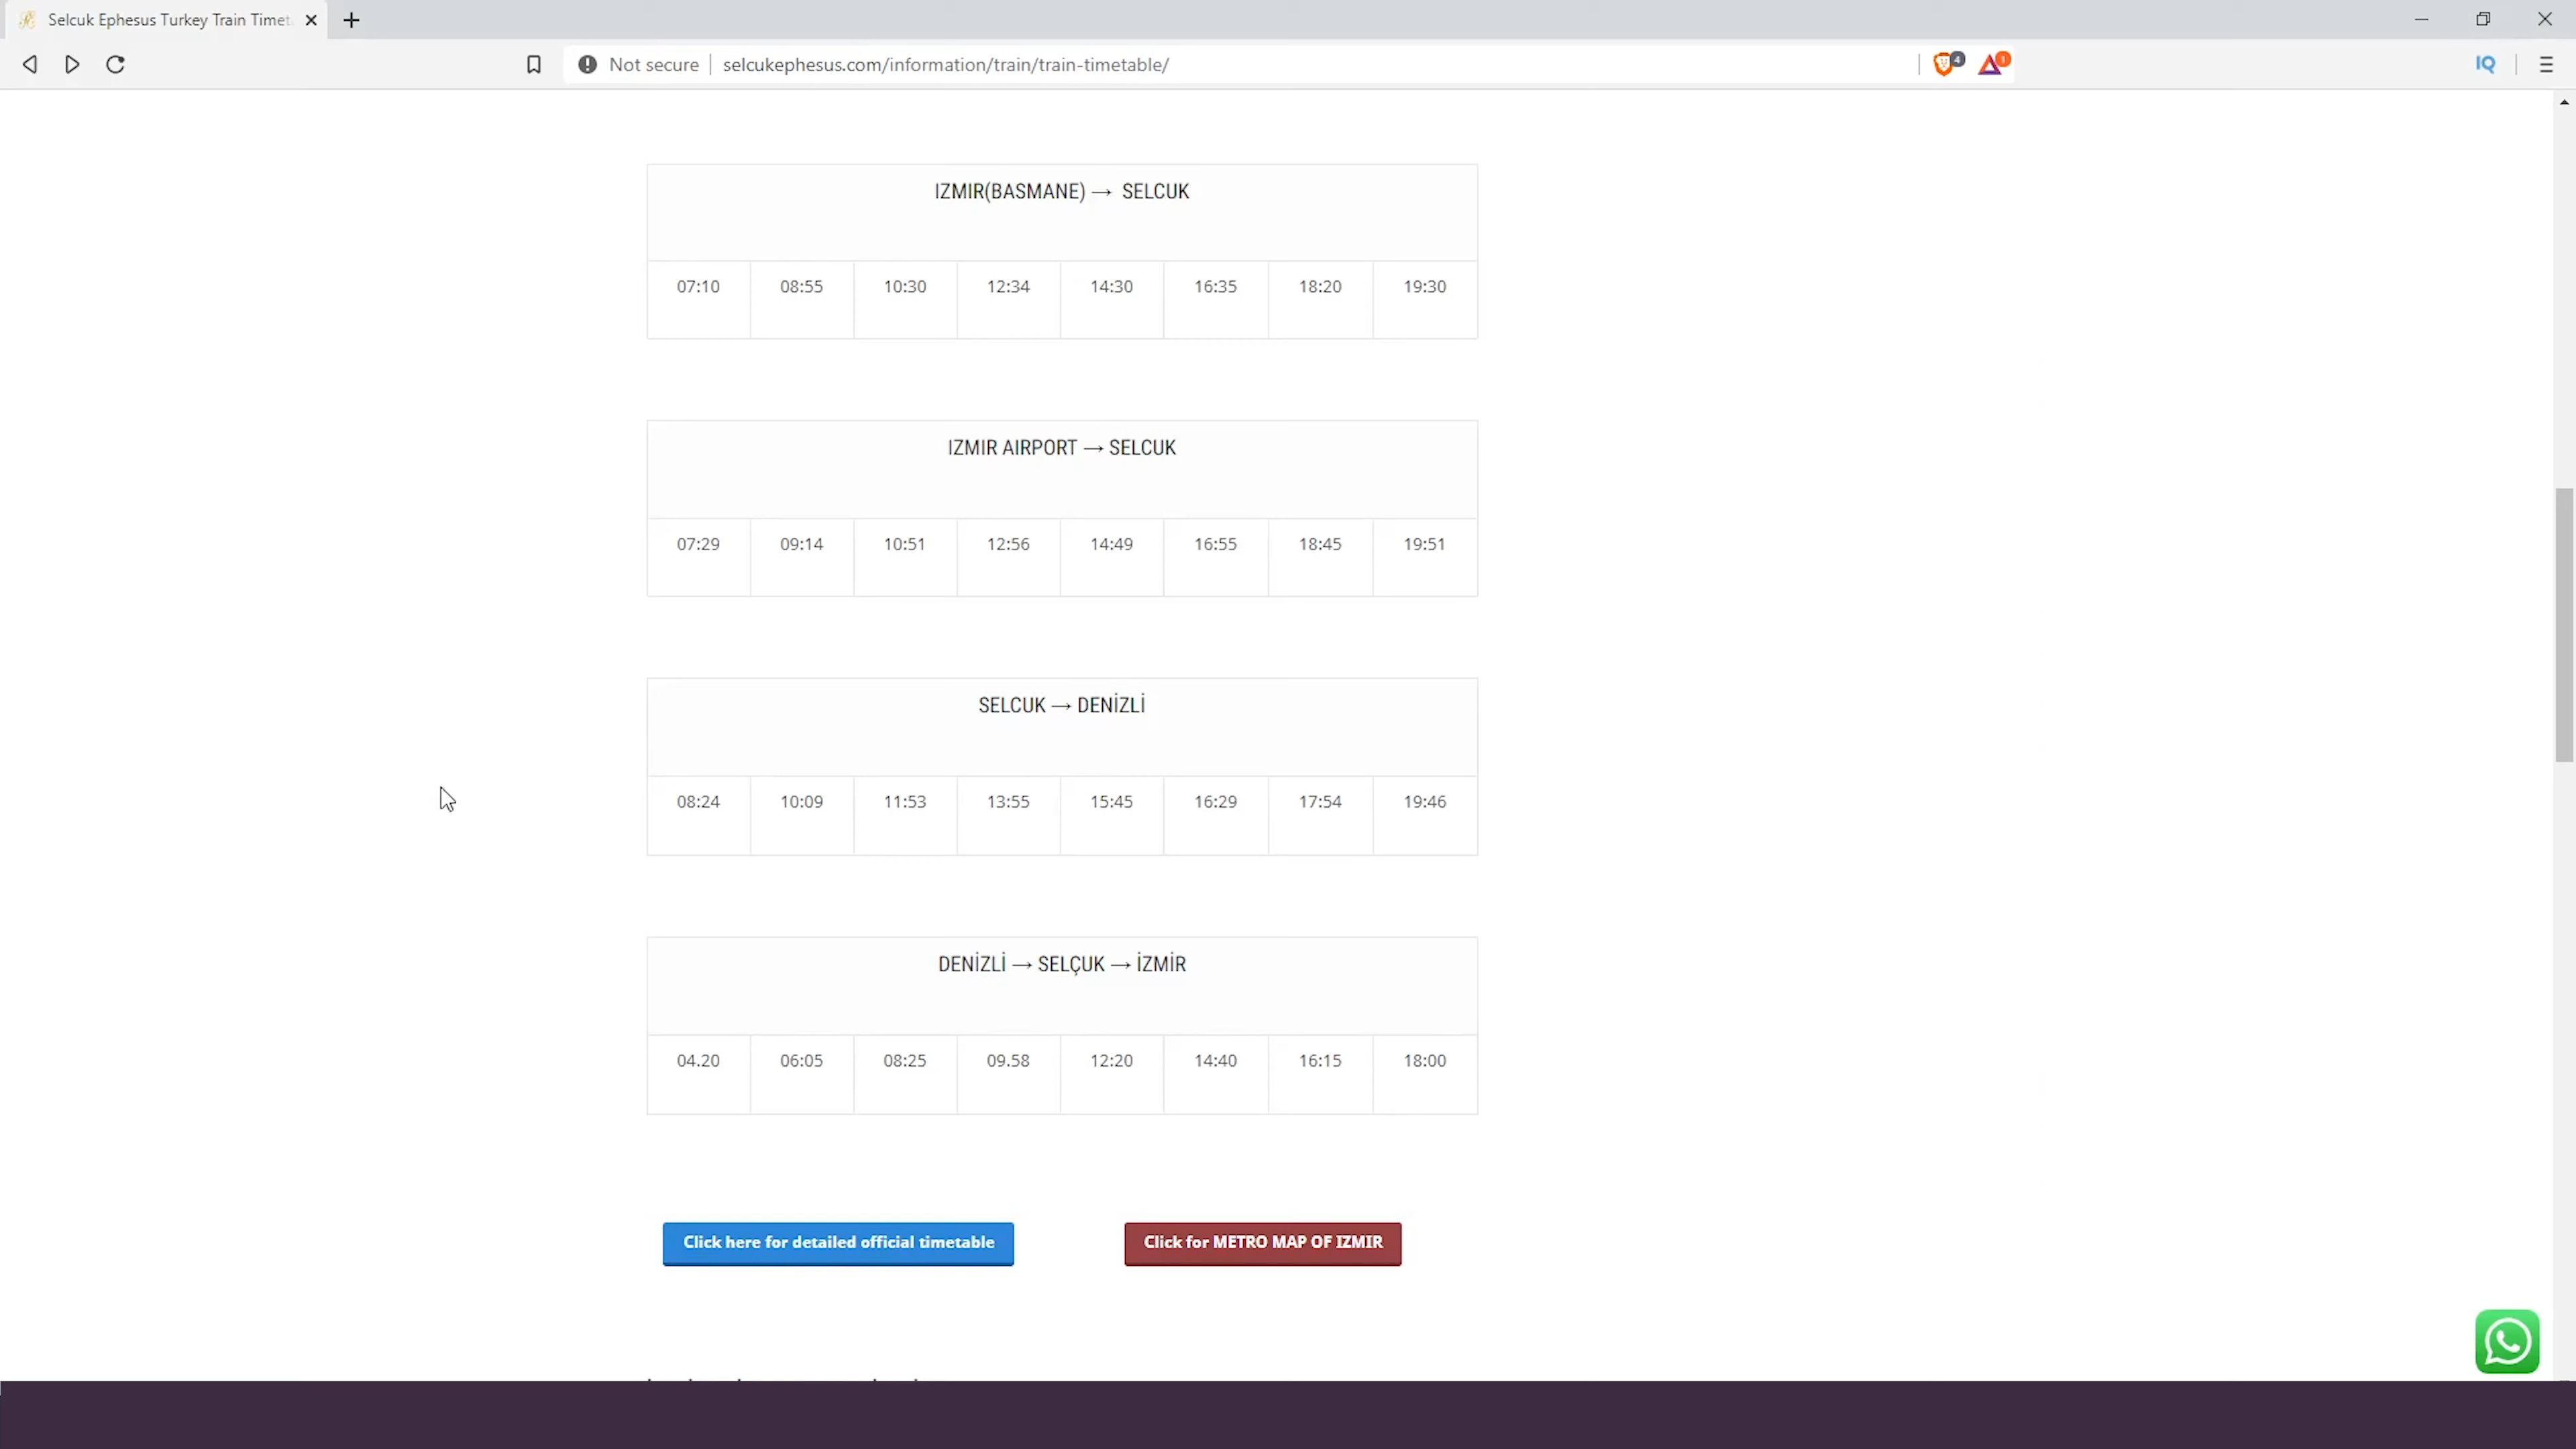 Selcuk Ephesus Turkey Train Timet
Not secure
selcukephesus.com/information/train/train-timetable/
4
1
IQ
IZMIR(BASMANE) → SELCUK
07:10 08:55 10:30 12:34 14:30 16:35 18:20 19:30
IZMIR AIRPORT → SELCUK
07:29 09:14 10:51 12:56 14:49 16:55 18:45 19:51
SELCUK → DENİZLİ
08:24 10:09 11:53 13:55 15:45 16:29 17:54 19:46
DENİZLİ → SELÇUK → İZMİR
04.20 06:05 08:25 09.58 12:20 14:40 16:15 18:00
Click here for detailed official timetable
Click for METRO MAP OF IZMIR